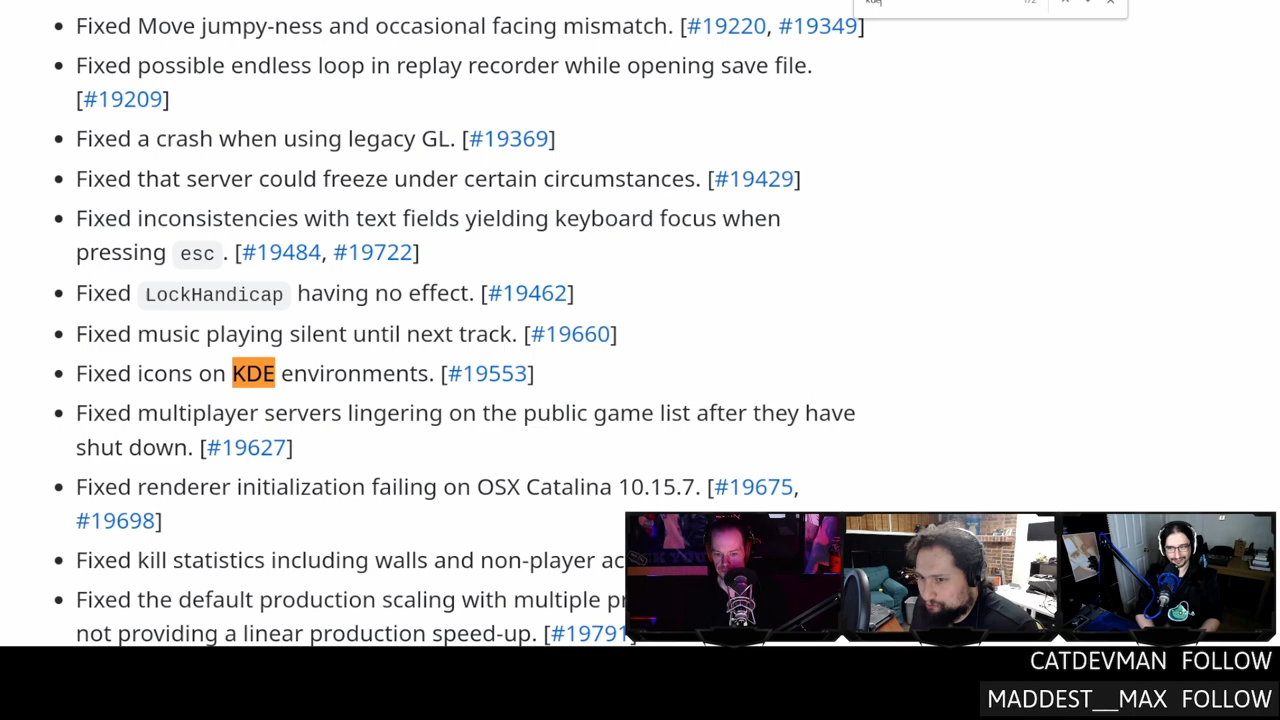 kde
1/2
• Fixed Move jumpy-ness and occasional facing mismatch. [#19220, #19349]
• Fixed possible endless loop in replay recorder while opening save file.
[#19209]
• Fixed a crash when using legacy GL. [#19369]
• Fixed that server could freeze under certain circumstances. [#19429]
• Fixed inconsistencies with text fields yielding keyboard focus when
pressing esc. [#19484, #19722]
• Fixed LockHandicap having no effect. [#19462]
• Fixed music playing silent until next track. [#19660]
• Fixed icons on KDE environments. [#19553]
• Fixed multiplayer servers lingering on the public game list after they have
shut down. [#19627]
• Fixed renderer initialization failing on OSX Catalina 10.15.7. [#19675,
#19698]
• Fixed kill statistics including walls and non-player ac
• Fixed the default production scaling with multiple pr
not providing a linear production speed-up. [#19791]
CATDEVMAN FOLLOW
MADDEST__MAX FOLLOW